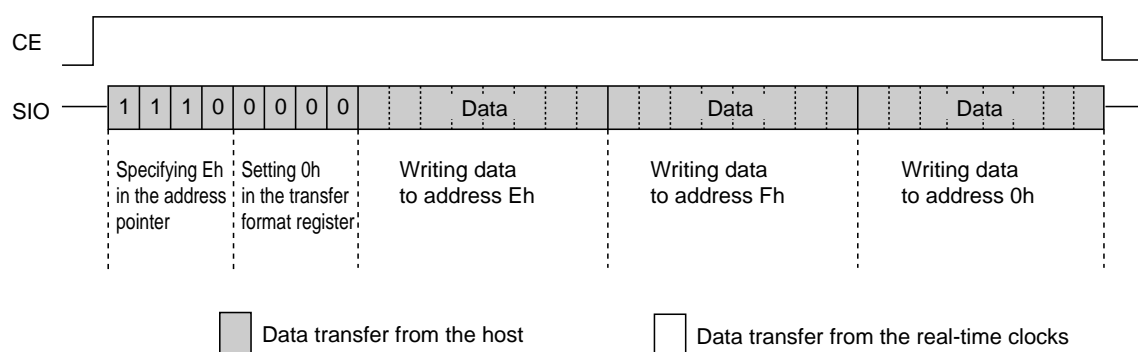 CE
SIO
1 1 1 0 0 0 0 0 Data Data Data
Specifying Eh
in the address
pointer
Setting 0h
in the transfer
format register
Writing data
to address Eh
Writing data
to address Fh
Writing data
to address 0h
Data transfer from the host
Data transfer from the real-time clocks